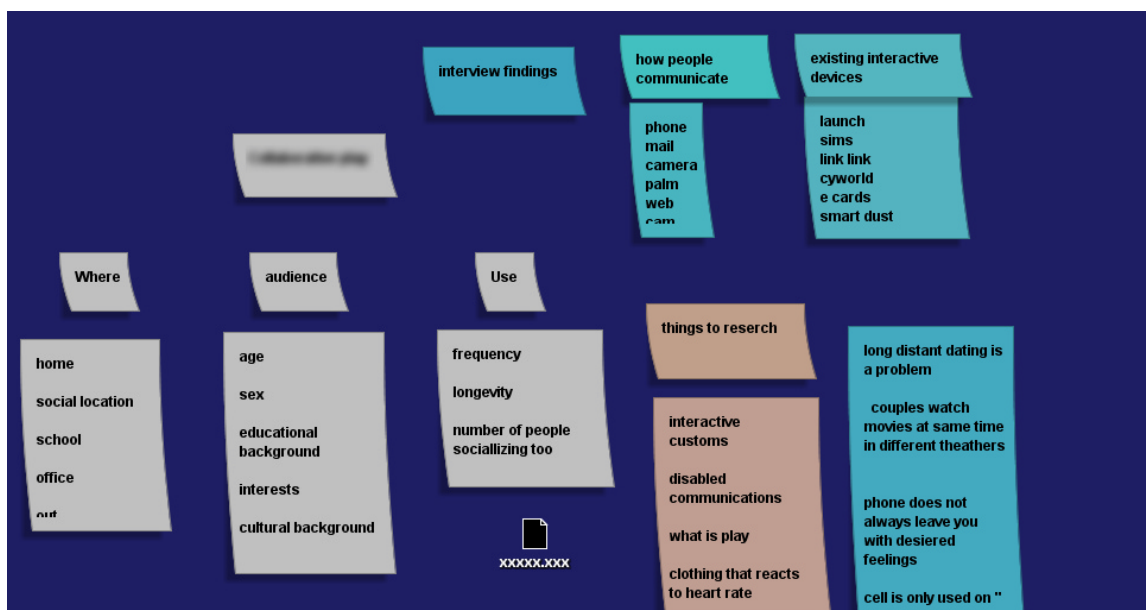 interview findings
how people
communicate
existing interactive
devices
phone
mail
camera
palm
web
cam
launch
sims
link link
cyworld
e cards
smart dust
Where
audience
Use
home
social location
school
office
out
age
sex
educational
background
interests
cultural background
frequency
longevity
number of people
sociallizing too
xxxxx.xxx
things to reserch
interactive
customs
disabled
communications
what is play
clothing that reacts
to heart rate
long distant dating is
a problem
couples watch
movies at same time
in different theathers
phone does not
always leave you
with desiered
feelings
cell is only used on "